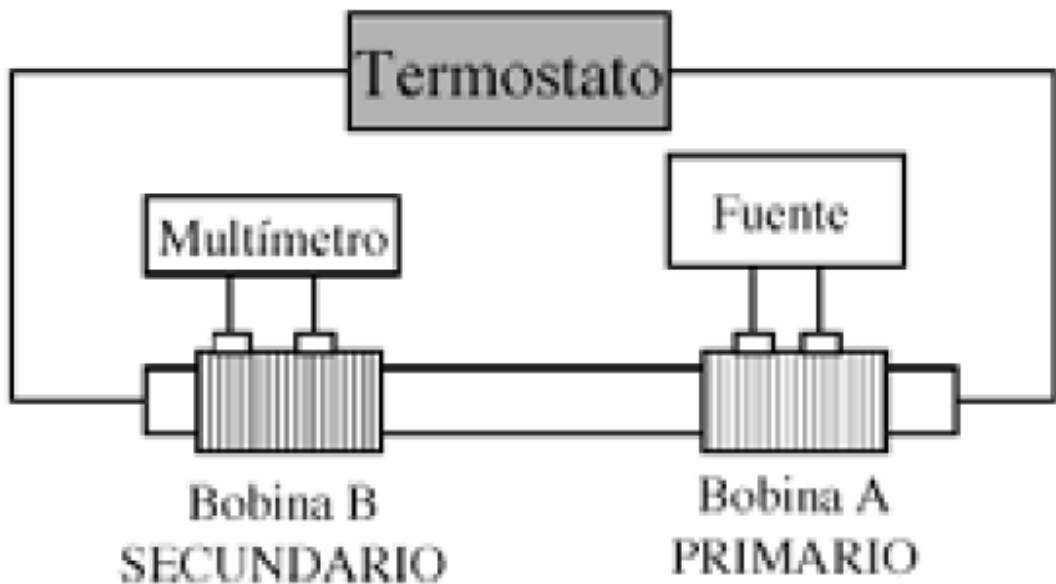 Termostato
Fuente
Multímetro
Bobina B
SECUNDARIO
Bobina A
PRIMARIO